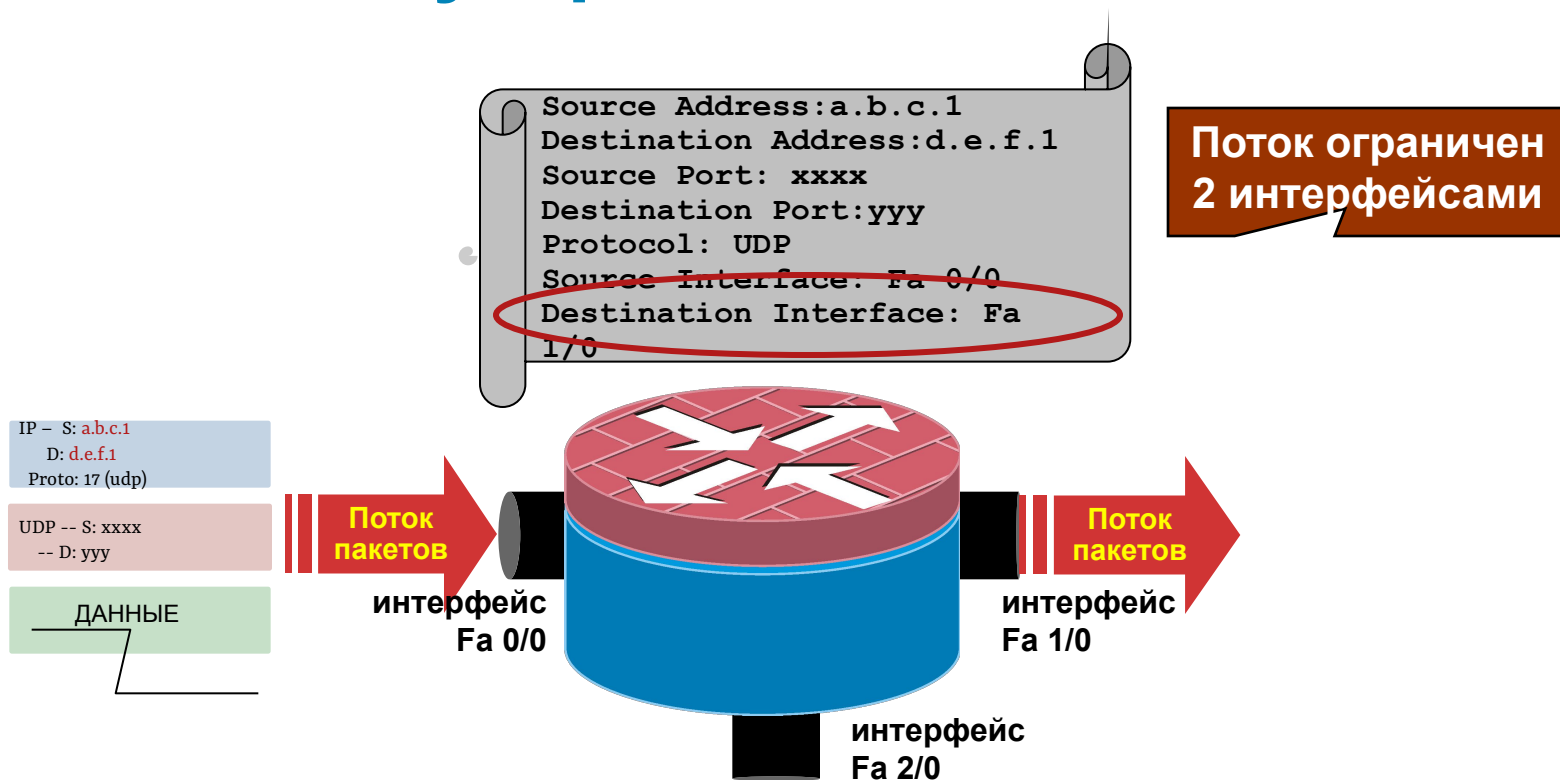 Source Address:a.b.c.1
Destination Address:d.e.f.1
Source Port: xxxx
Destination Port:yyy
Protocol: UDP
Source Interface: Fa 0/0
Destination Interface: Fa
1/0
Поток ограничен
2 интерфейсами
IP – S: a.b.c.1
D: d.e.f.1
Proto: 17 (udp)
UDP -- S: xxxx
-- D: yyy
ДАННЫЕ
Поток
пакетов
интерфейс
Fa 0/0
Поток
пакетов
интерфейс
Fa 1/0
интерфейс
Fa 2/0